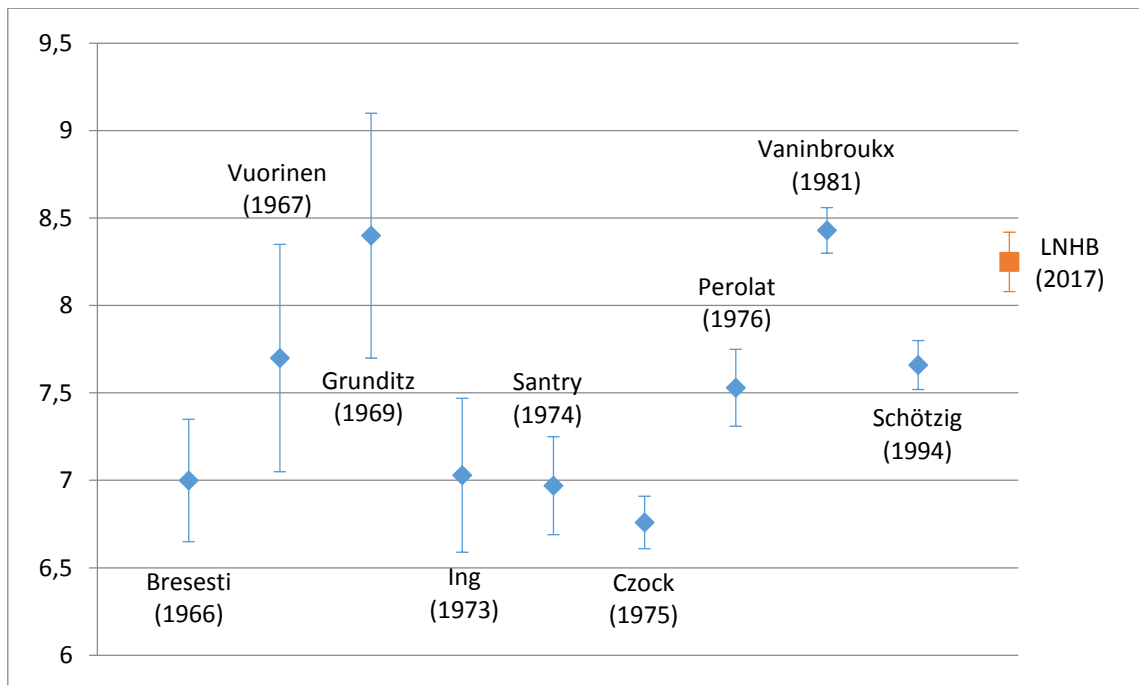 9,5
9
8,5
8
7,5
7
6,5
6
Bresesti
(1966)
Vuorinen
(1967)
Grunditz
(1969)
Ing
(1973)
Santry
(1974)
Czock
(1975)
Perolat
(1976)
Vaninbroukx
(1981)
Schötzig
(1994)
LNHB
(2017)